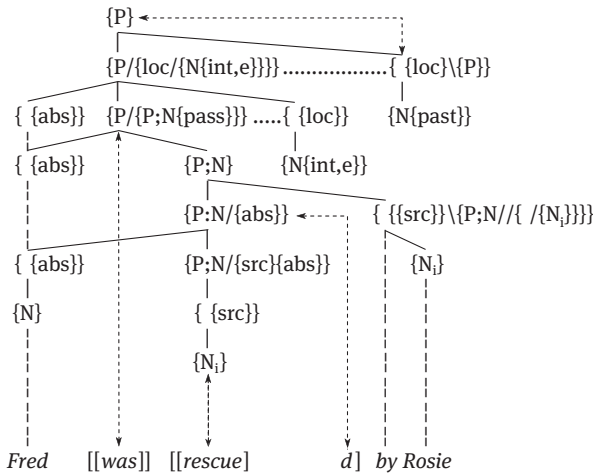 {P}
{P/{loc/{N{int,e}}}} .................. { {loc}\{P}}
{ {abs}} {P/{P;N{pass}}} ..... { {loc}} {N{past}}
{ {abs}} {P;N} {N{int,e}}
{P:N/{abs}} { {{src}}\{P;N//{ /{Nᵢ}}}}
{ {abs}} {P;N/{src}{abs}} {Nᵢ}
{N} { {src}}
{Nᵢ}
Fred [[was]] [[rescue] d] by Rosie